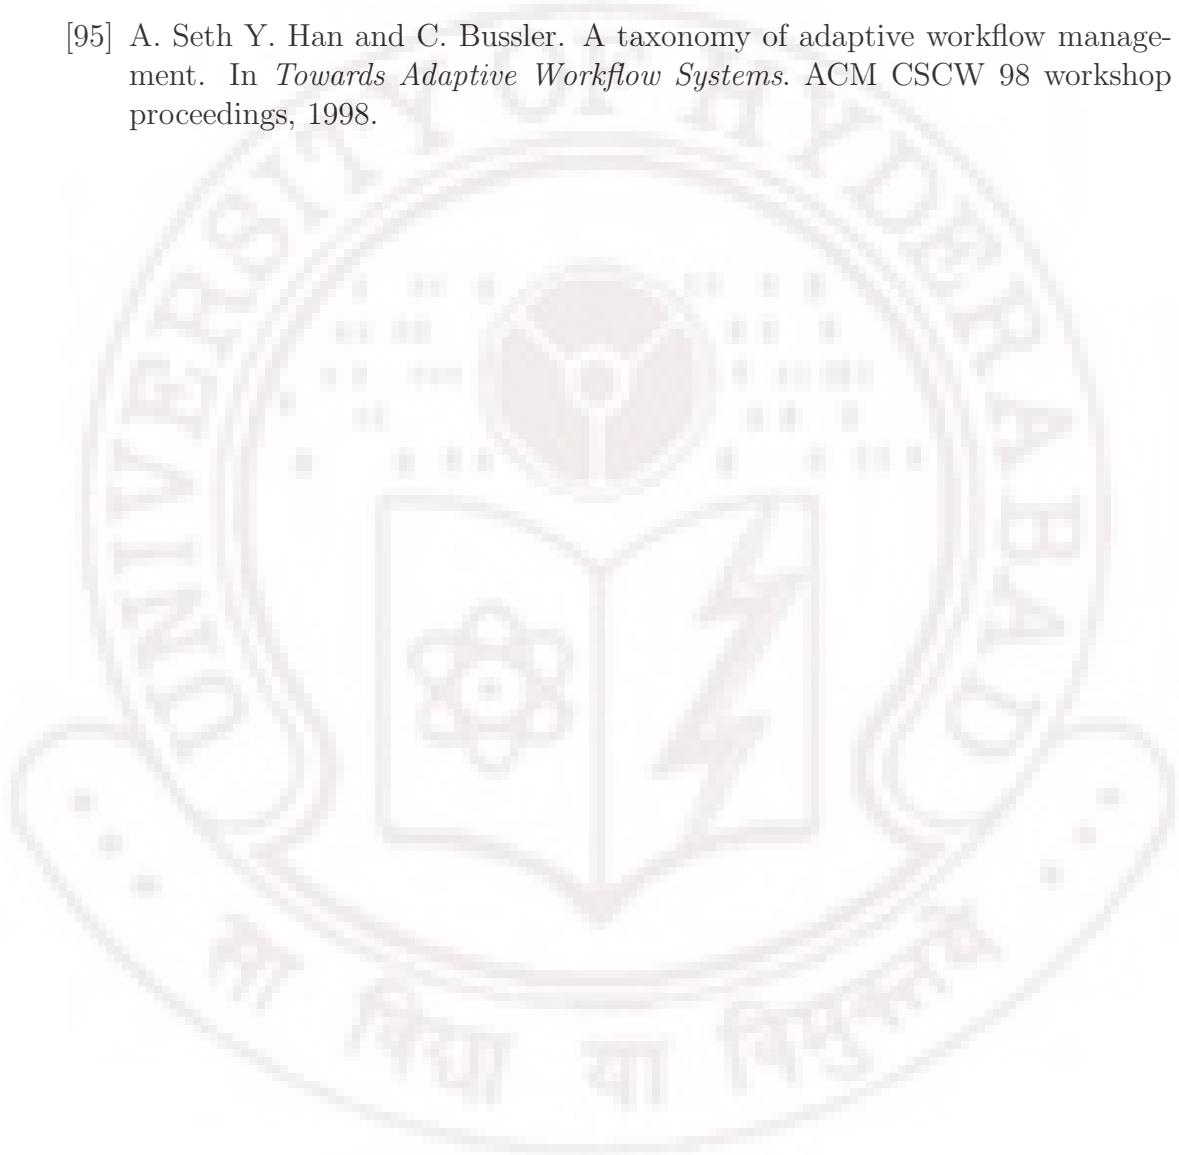 [95] A. Seth Y. Han and C. Bussler. A taxonomy of adaptive workflow manage-
ment. In Towards Adaptive Workflow Systems. ACM CSCW 98 workshop
proceedings, 1998.
UNIVERSITY OF HYDERABAD
सा विद्या या विमुक्तये